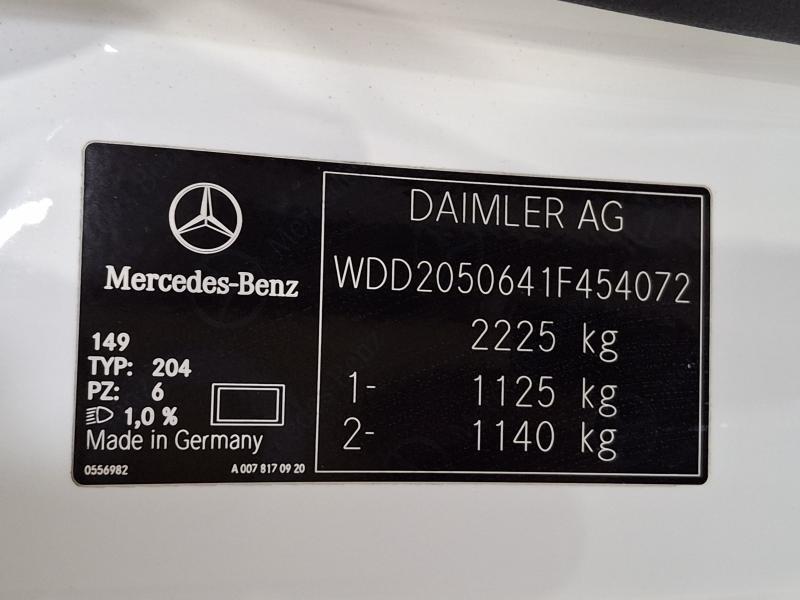 Mercedes-Benz
149
TYP: 204
PZ: 6
1,0 %
Made in Germany
0556982
A 007 817 09 20
DAIMLER AG
WDD2050641F454072
2225 kg
1- 1125 kg
2- 1140 kg